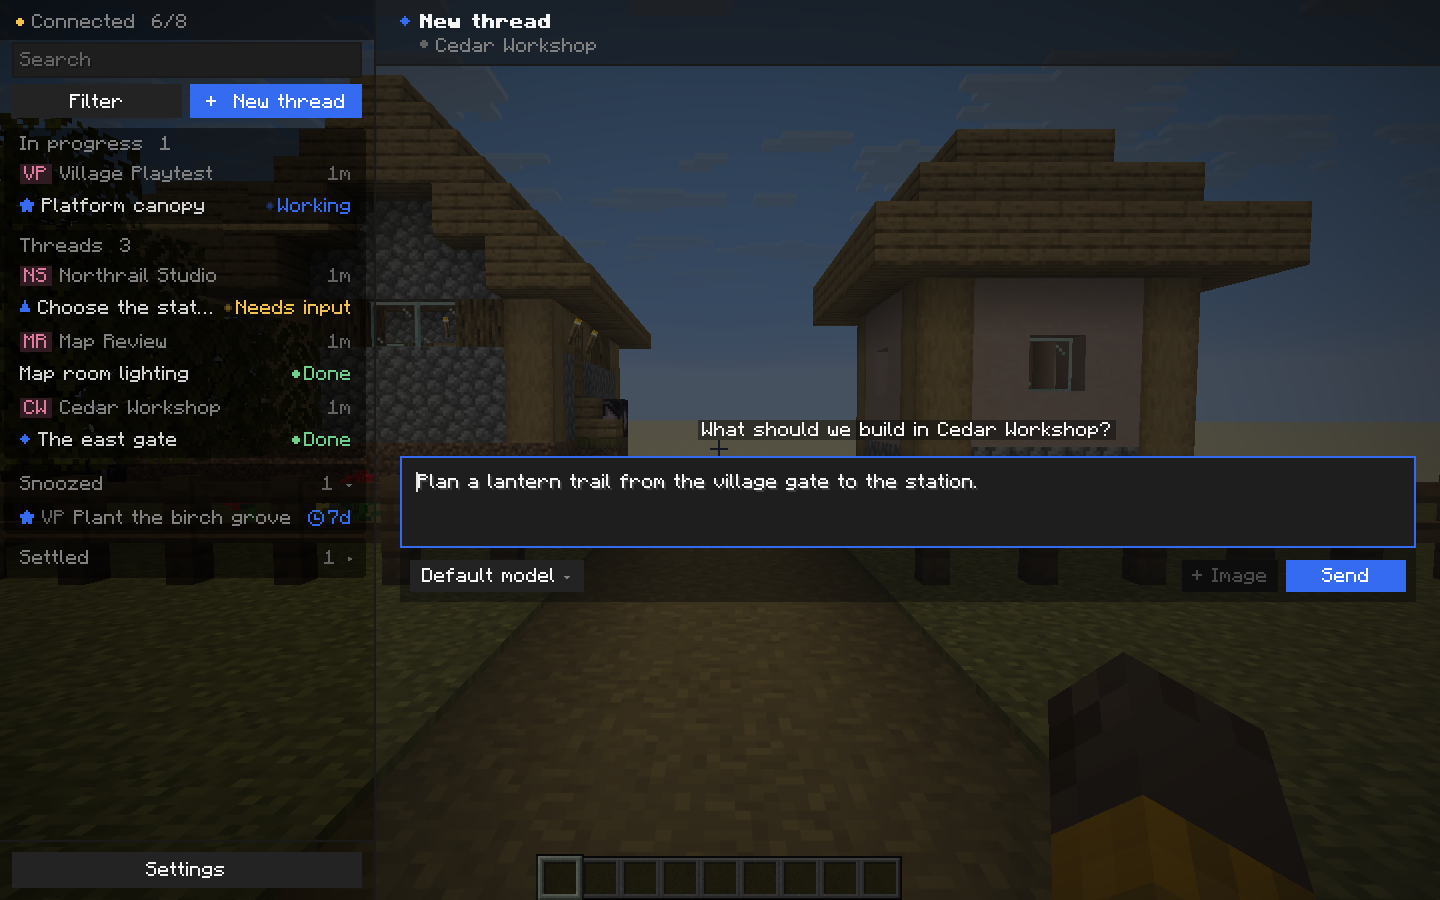 Connected 6/8
Search
Filter
+ New thread
In progress 1
VP Village Playtest 1m
Platform canopy Working
Threads 3
NS Northrail Studio 1m
Choose the stat... Needs input
MR Map Review 1m
Map room lighting Done
CW Cedar Workshop 1m
The east gate Done
Snoozed 1
VP Plant the birch grove 7d
Settled 1
Settings
New thread
Cedar Workshop
What should we build in Cedar Workshop?
Plan a lantern trail from the village gate to the station.
Default model
+ Image
Send